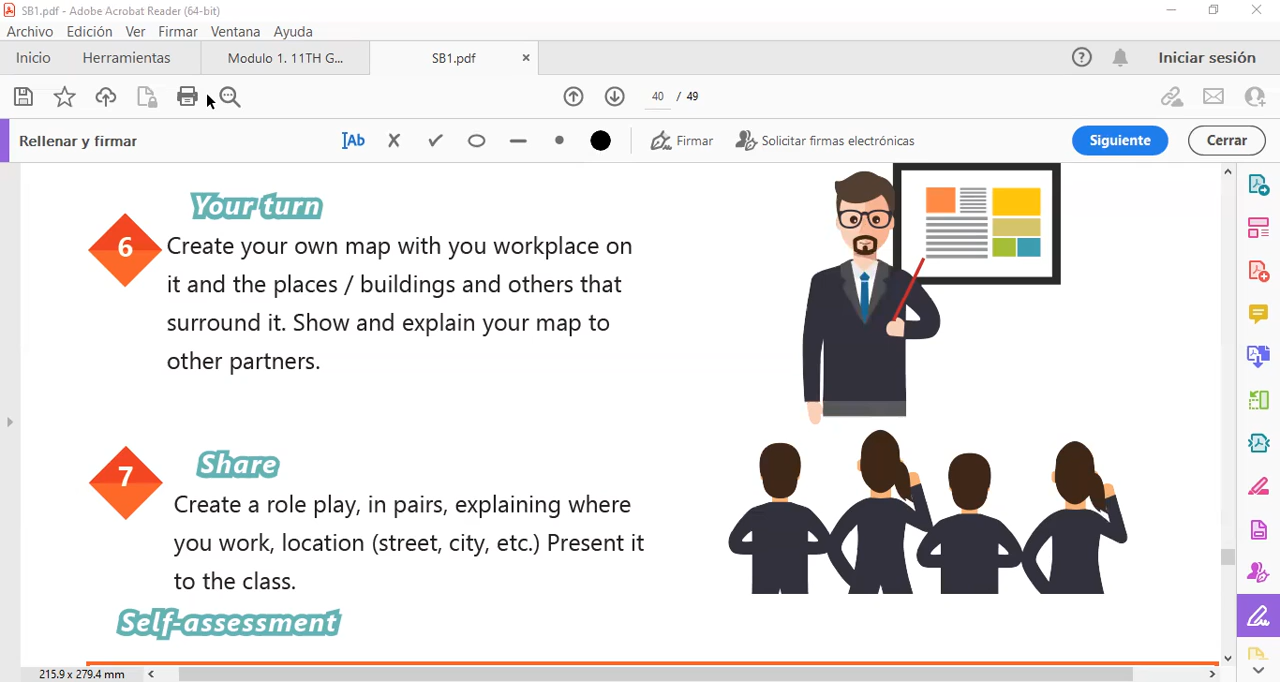 SB1.pdf - Adobe Acrobat Reader (64-bit)
Archivo Edición Ver Firmar Ventana Ayuda
Inicio Herramientas Modulo 1. 11TH G... SB1.pdf × Iniciar sesión
40 / 49
Rellenar y firmar Ab Firmar Solicitar firmas electrónicas Siguiente Cerrar
Your turn
6
Create your own map with you workplace on
it and the places / buildings and others that
surround it. Show and explain your map to
other partners.
Share
7
Create a role play, in pairs, explaining where
you work, location (street, city, etc.) Present it
to the class.
Self-assessment
215.9 x 279.4 mm